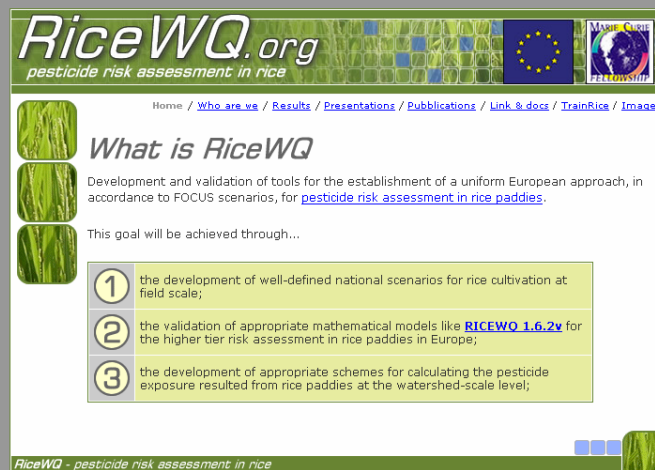 RiceWQ.org
pesticide risk assessment in rice
MARIE CURIE
FELLOWSHIP
Home / Who are we / Results / Presentations / Pubblications / Link & docs / TrainRice / Image
What is RiceWQ
Development and validation of tools for the establishment of a uniform European approach, in
accordance to FOCUS scenarios, for pesticide risk assessment in rice paddies.
This goal will be achieved through...
1
the development of well-defined national scenarios for rice cultivation at
field scale;
2
the validation of appropriate mathematical models like RICEWQ 1.6.2v for
the higher tier risk assessment in rice paddies in Europe;
3
the development of appropriate schemes for calculating the pesticide
exposure resulted from rice paddies at the watershed-scale level;
RiceWQ - pesticide risk assessment in rice